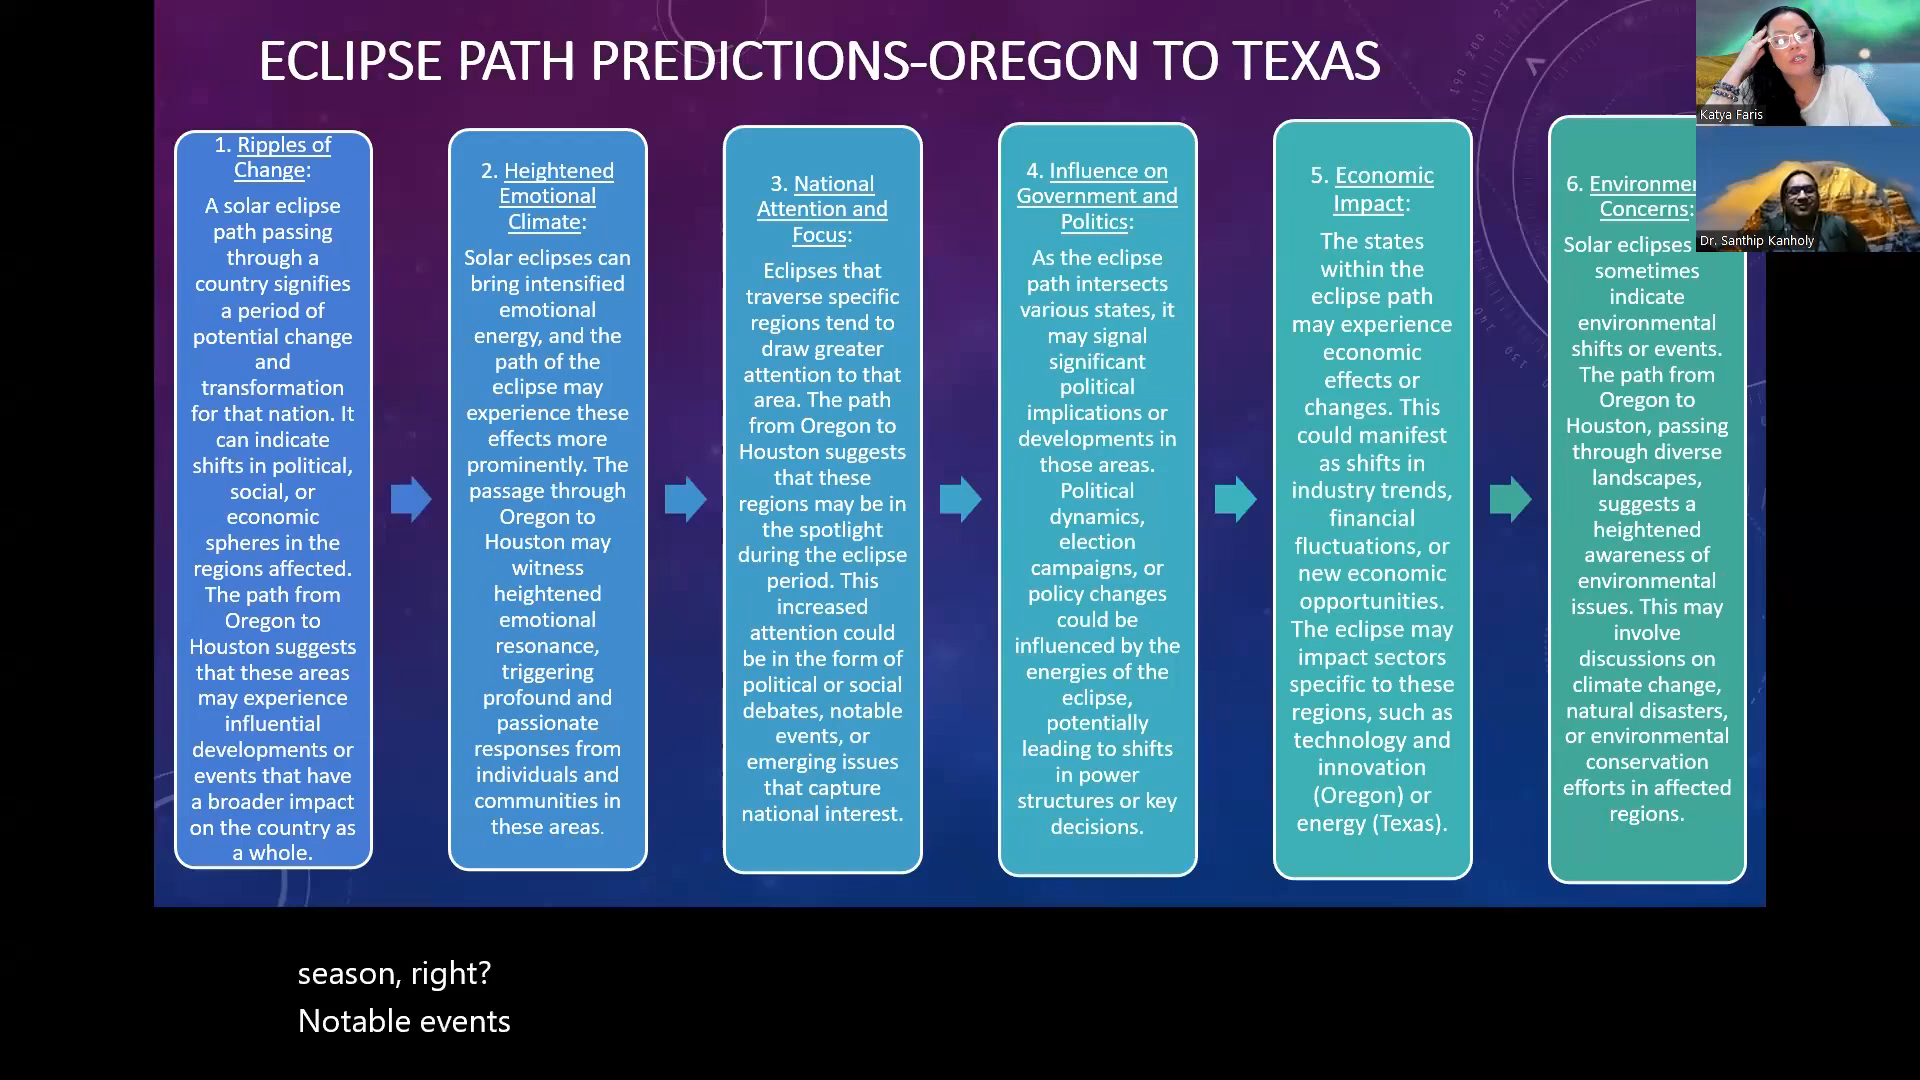 ECLIPSE PATH PREDICTIONS-OREGON TO TEXAS
1. Ripples of
Change:
A solar eclipse
path passing
through a
country signifies
a period of
potential change
and
transformation
for that nation. It
can indicate
shifts in political,
social, or
economic
spheres in the
regions affected.
The path from
Oregon to
Houston suggests
that these areas
may experience
influential
developments or
events that have
a broader impact
on the country as
a whole.
2. Heightened
Emotional
Climate:
Solar eclipses can
bring intensified
emotional
energy, and the
path of the
eclipse may
experience these
effects more
prominently. The
passage through
Oregon to
Houston may
witness
heightened
emotional
resonance,
triggering
profound and
passionate
responses from
individuals and
communities in
these areas.
3. National
Attention and
Focus:
Eclipses that
traverse specific
regions tend to
draw greater
attention to that
area. The path
from Oregon to
Houston suggests
that these
regions may be in
the spotlight
during the eclipse
period. This
increased
attention could
be in the form of
political or social
debates, notable
events, or
emerging issues
that capture
national interest.
4. Influence on
Government and
Politics:
As the eclipse
path intersects
various states, it
may signal
significant
political
implications or
developments in
those areas.
Political
dynamics,
election
campaigns, or
policy changes
could be
influenced by the
energies of the
eclipse,
potentially
leading to shifts
in power
structures or key
decisions.
5. Economic
Impact:
The states
within the
eclipse path
may experience
economic
effects or
changes. This
could manifest
as shifts in
industry trends,
financial
fluctuations, or
new economic
opportunities.
The eclipse may
impact sectors
specific to these
regions, such as
technology and
innovation
(Oregon) or
energy (Texas).
6.
Concerns:
Solar eclipses
sometimes
indicate
environmental
shifts or events.
The path from
Oregon to
Houston, passing
through diverse
landscapes,
suggests a
heightened
awareness of
environmental
issues. This may
involve
discussions on
climate change,
natural disasters,
or environmental
conservation
efforts in affected
regions.
Katya Faris
Dr. Santhip Kanholy
season, right?
Notable events